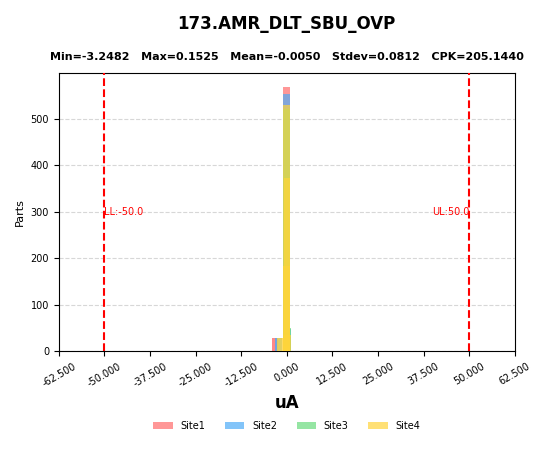 173.AMR_DLT_SBU_OVP
Min=-3.2482 Max=0.1525 Mean=-0.0050 Stdev=0.0812 CPK=205.1440
Parts
500
400
300
200
100
0
LL:-50.0
UL:50.0
-62.500 -50.000 -37.500 -25.000 -12.500 0.000 12.500 25.000 37.500 50.000 62.500
uA
Site1 Site2 Site3 Site4